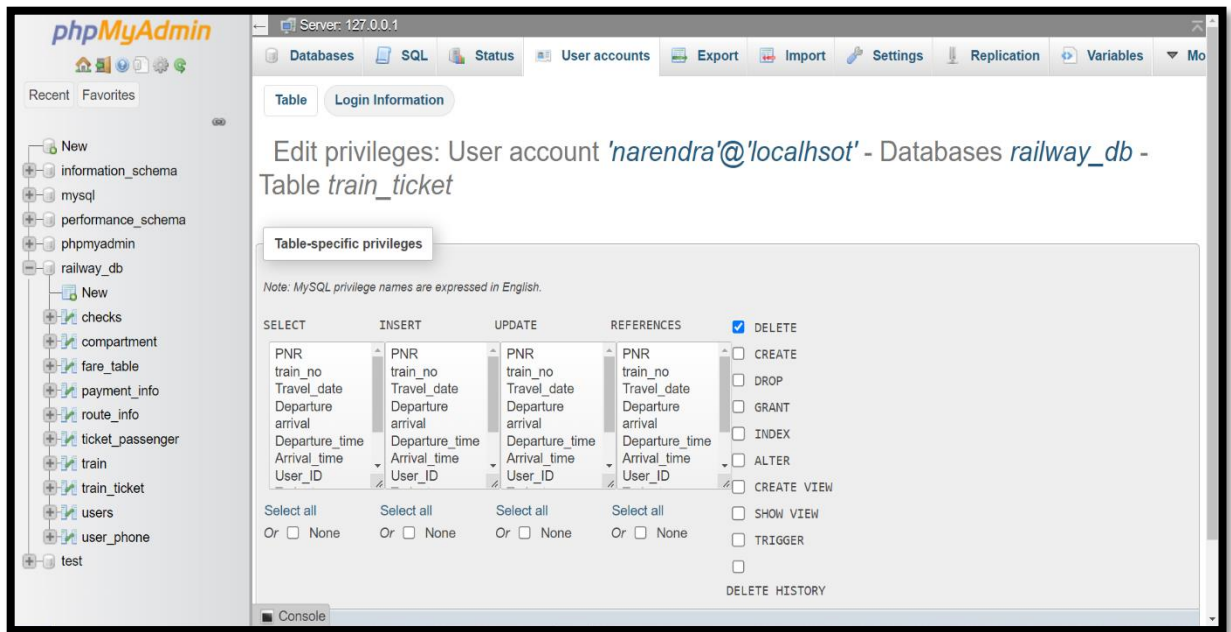 phpMyAdmin
Recent Favorites
New
information_schema
mysql
performance_schema
phpmyadmin
railway_db
New
checks
compartment
fare_table
payment_info
route_info
ticket_passenger
train
train_ticket
users
user_phone
test
Server: 127.0.0.1
Databases SQL Status User accounts Export Import Settings Replication Variables Mo
Table Login Information
Edit privileges: User account 'narendra'@'localhsot' - Databases railway_db -
Table train_ticket
Table-specific privileges
Note: MySQL privilege names are expressed in English.
SELECT
PNR
train_no
Travel_date
Departure
arrival
Departure_time
Arrival_time
User_ID
Select all
Or None
INSERT
PNR
train_no
Travel_date
Departure
arrival
Departure_time
Arrival_time
User_ID
Select all
Or None
UPDATE
PNR
train_no
Travel_date
Departure
arrival
Departure_time
Arrival_time
User_ID
Select all
Or None
REFERENCES
PNR
train_no
Travel_date
Departure
arrival
Departure_time
Arrival_time
User_ID
Select all
Or None
DELETE
CREATE
DROP
GRANT
INDEX
ALTER
CREATE VIEW
SHOW VIEW
TRIGGER
DELETE HISTORY
Console